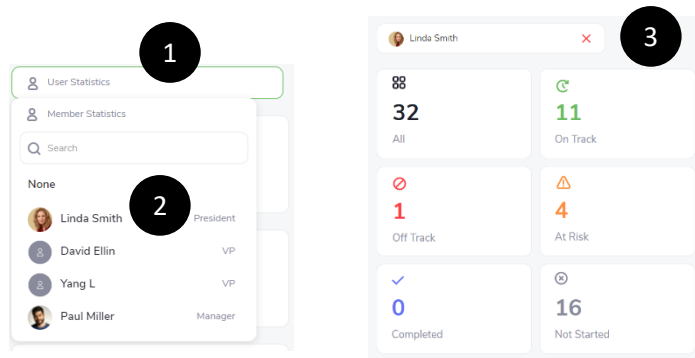 1
User Statistics
Member Statistics
Search
None
2
Linda Smith President
David Ellin VP
Yang L VP
Paul Miller Manager
3
Linda Smith
32
All
11
On Track
1
Off Track
4
At Risk
0
Completed
16
Not Started